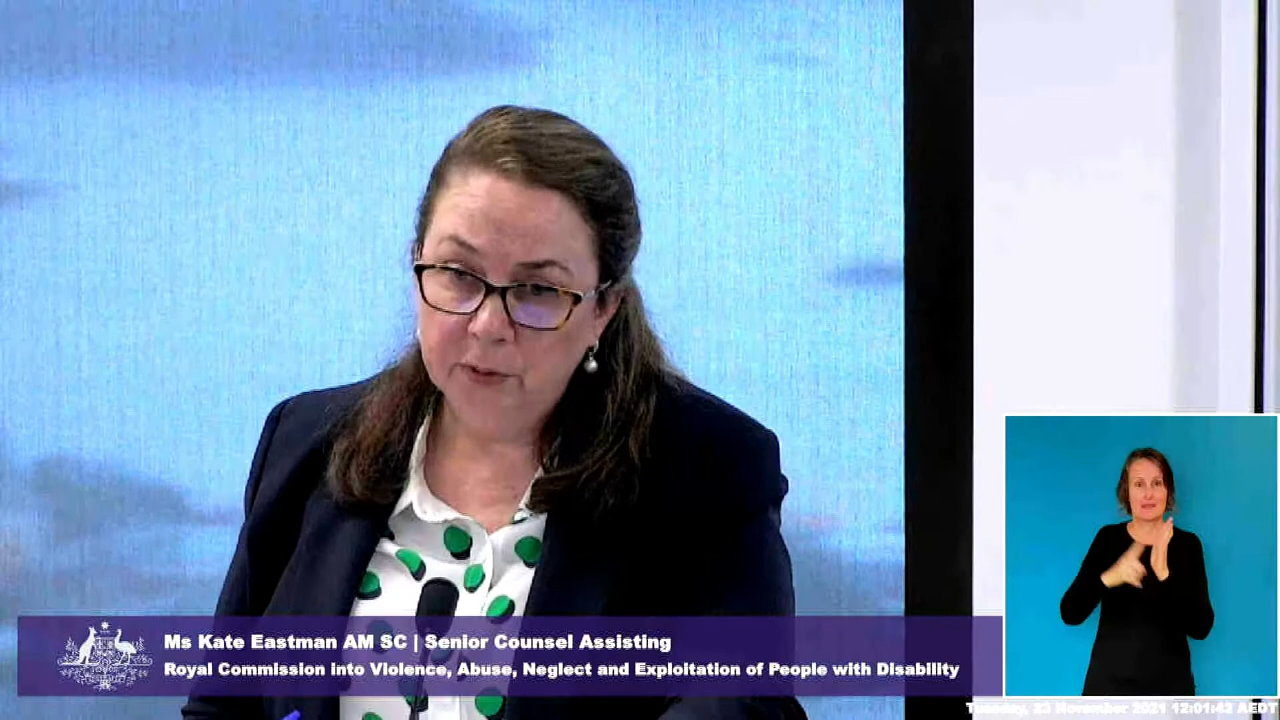 Ms Kate Eastman AM SC | Senior Counsel Assisting
Royal Commission into Violence, Abuse, Neglect and Exploitation of People with Disability
Tuesday, 23 November 2021 12:01:42 AEDT